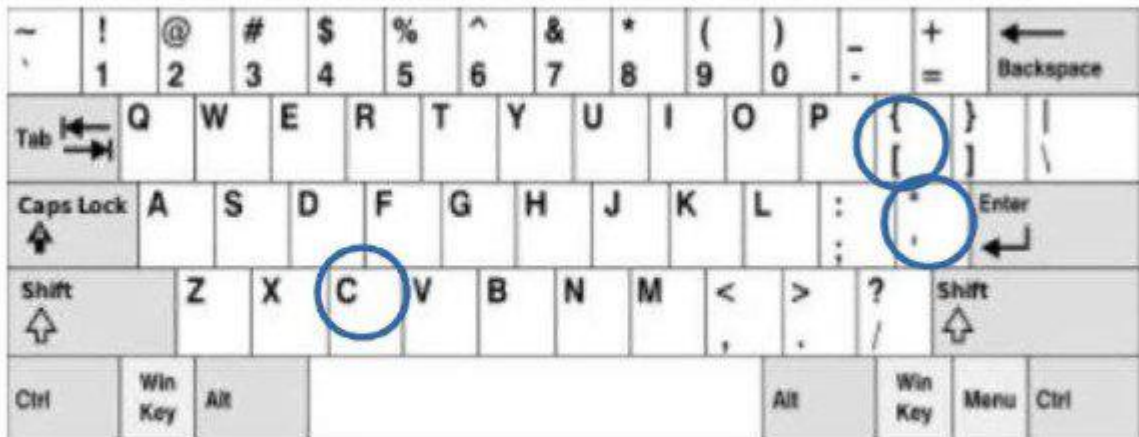 ~ ! @ # $ % ^ & * ( ) _ +
` 1 2 3 4 5 6 7 8 9 0 - = Backspace
Tab Q W E R T Y U I O P { } |
[ ] \
Caps Lock A S D F G H J K L : " Enter
; '
Shift Z X C V B N M < > ? Shift
, . /
Ctrl Win Key Alt Alt Win Key Menu Ctrl